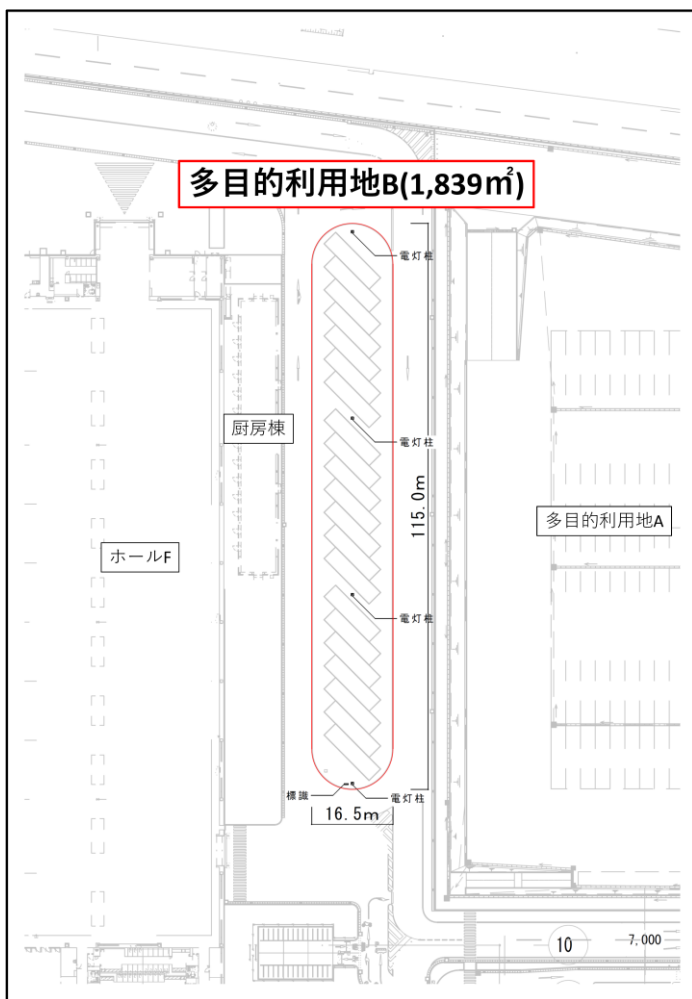 多目的利用地B(1,839㎡)
電灯柱
厨房棟
電灯柱
115.0m
多目的利用地A
ホールF
電灯柱
標識
電灯柱
16.5m
10
7,000